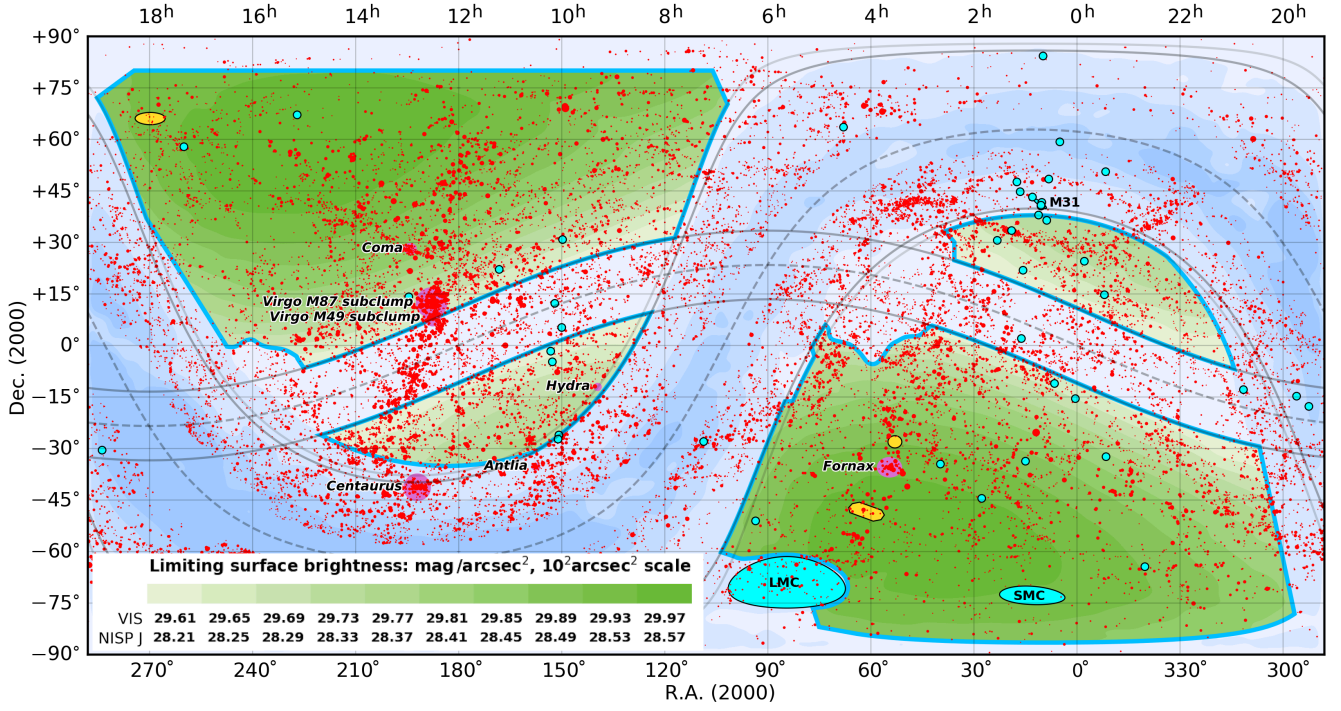 18h 16h 14h 12h 10h 8h 6h 4h 2h 0h 22h 20h
+90°
+75°
+60°
+45°
+30°
+15°
0°
−15°
−30°
−45°
−60°
−75°
−90°
Dec. (2000)
M31
Coma
Virgo M87 subclump
Virgo M49 subclump
Hydra
Antlia
Fornax
Centaurus
LMC
SMC
Limiting surface brightness: mag/arcsec², 10²arcsec² scale
VIS 29.61 29.65 29.69 29.73 29.77 29.81 29.85 29.89 29.93 29.97
NISP J 28.21 28.25 28.29 28.33 28.37 28.41 28.45 28.49 28.53 28.57
270° 240° 210° 180° 150° 120° 90° 60° 30° 0° 330° 300°
R.A. (2000)